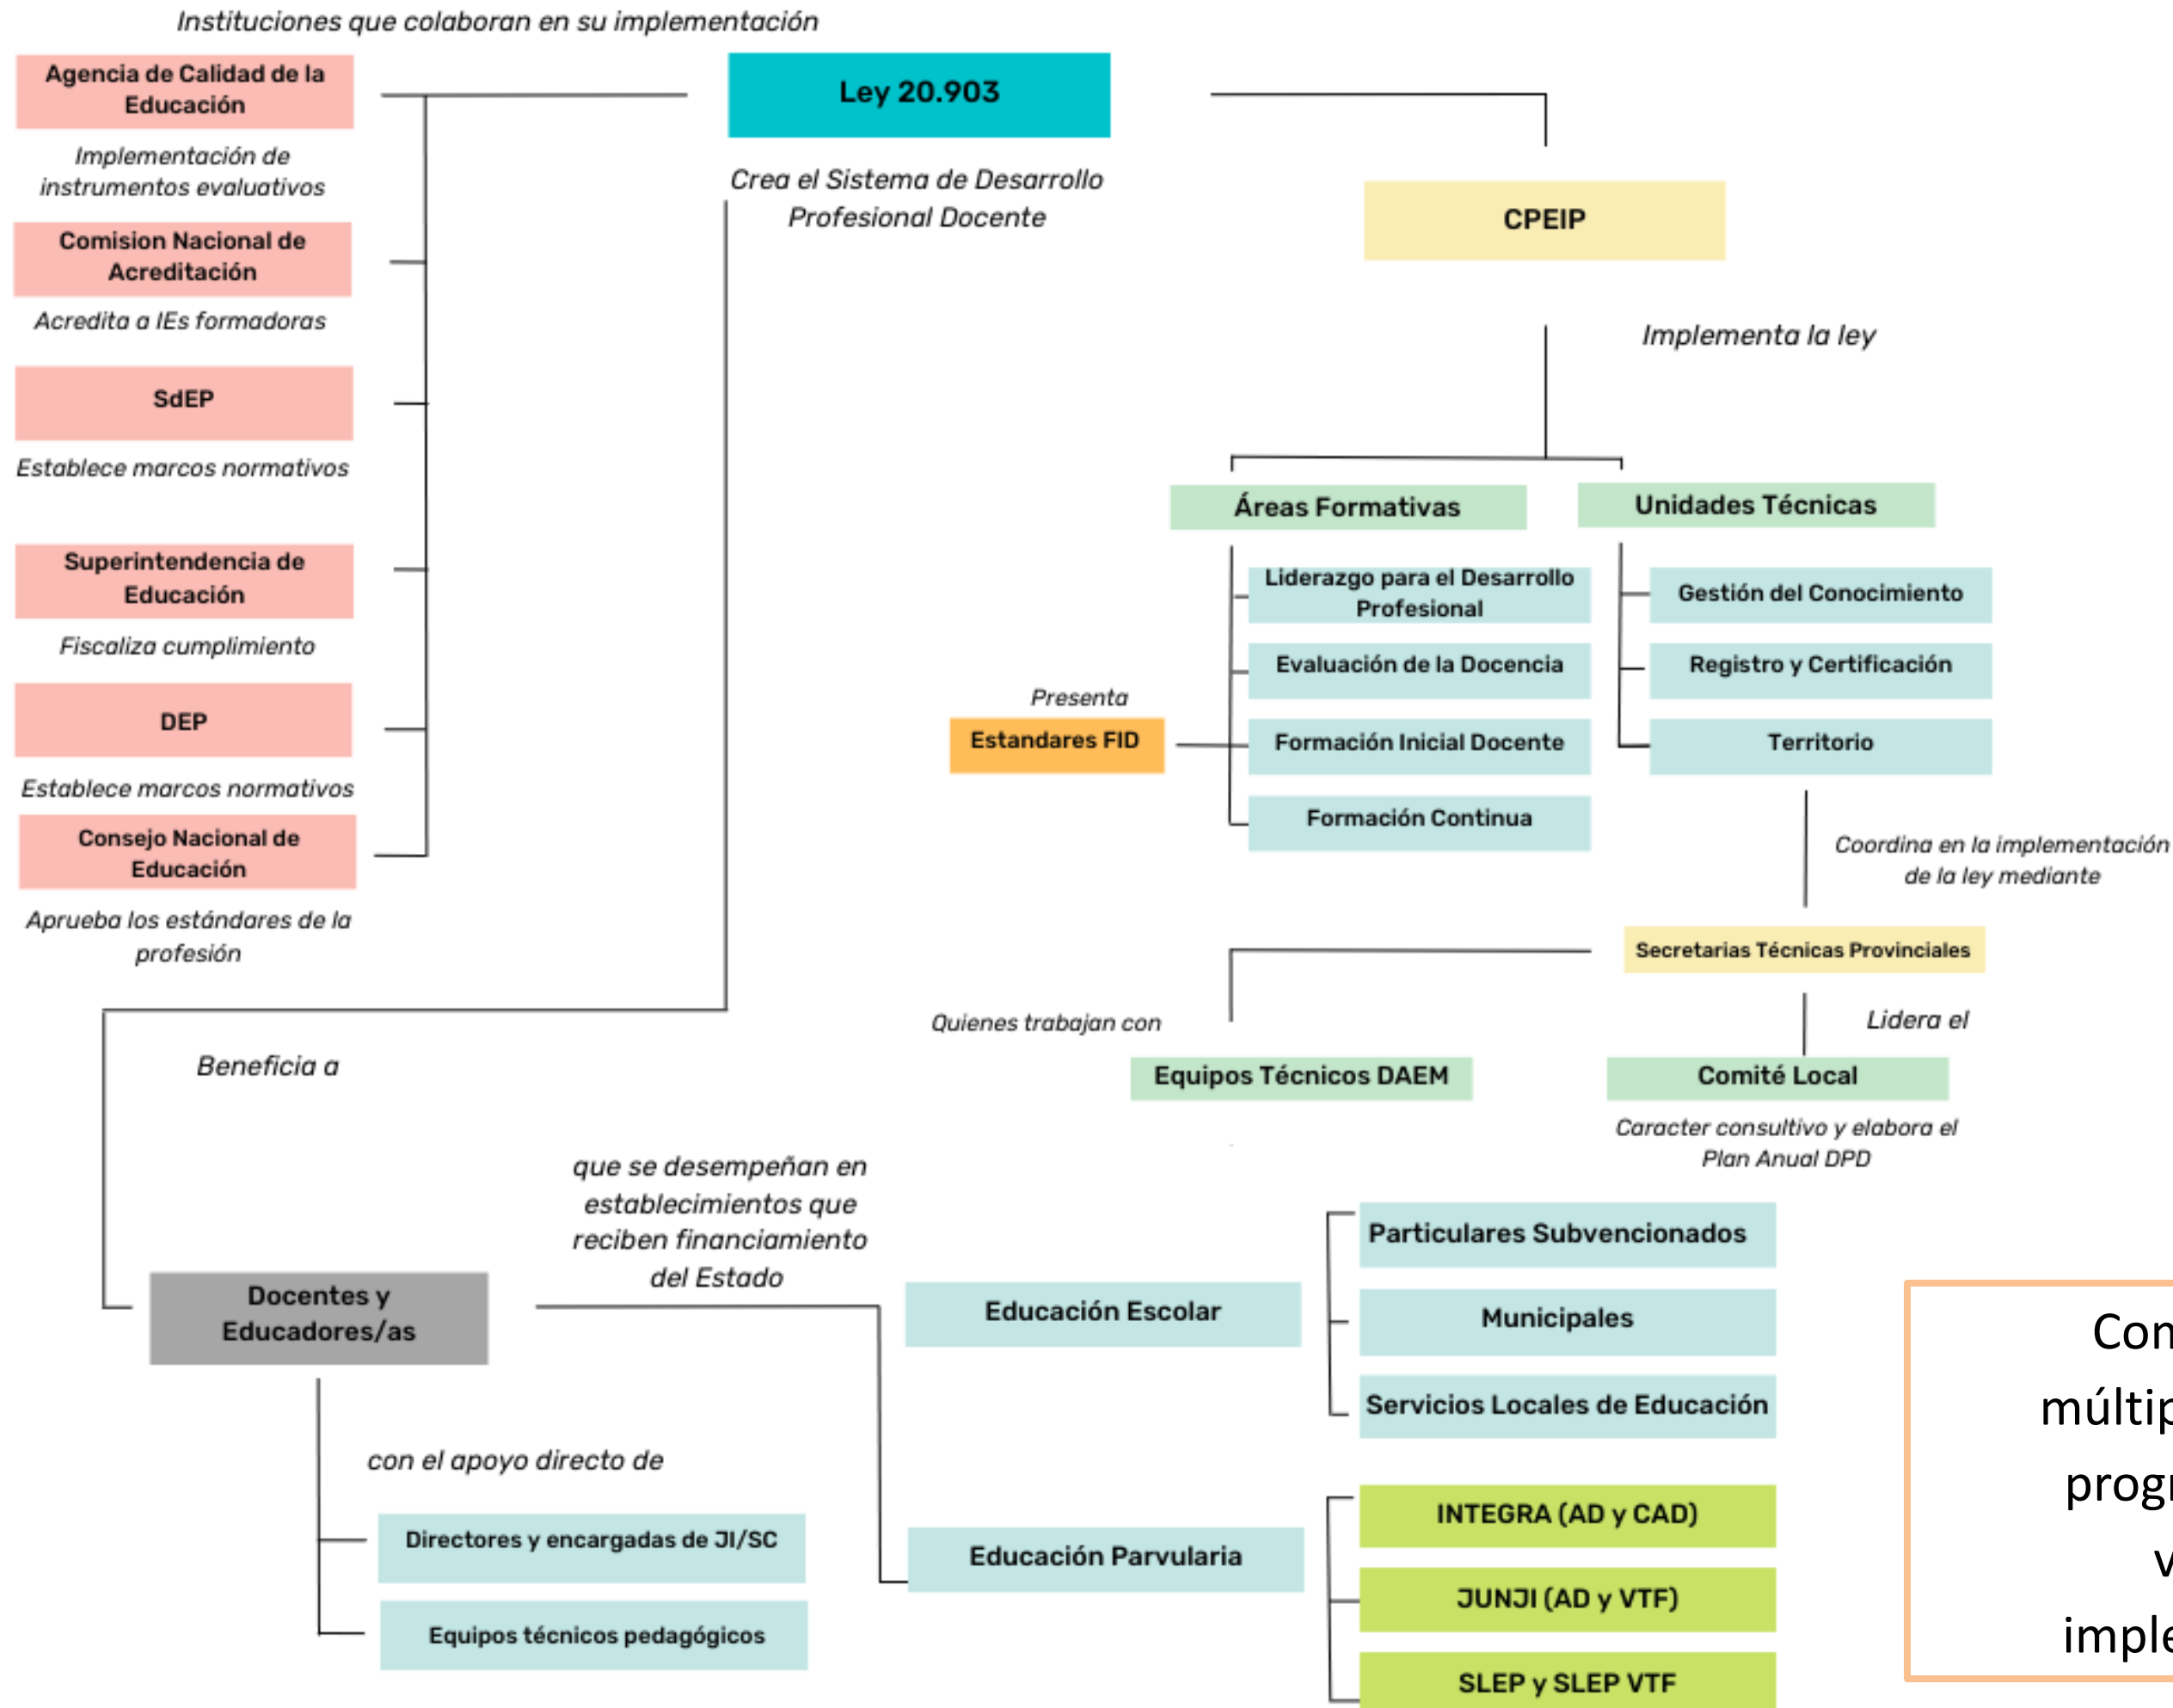 Instituciones que colaboran en su implementación
Agencia de Calidad de la
Educación
Implementación de
instrumentos evaluativos
Comision Nacional de
Acreditación
Acredita a IEs formadoras
SdEP
Establece marcos normativos
Superintendencia de
Educación
Fiscaliza cumplimiento
DEP
Establece marcos normativos
Consejo Nacional de
Educación
Aprueba los estándares de la
profesión
Ley 20.903
Crea el Sistema de Desarrollo
Profesional Docente
CPEIP
Implementa la ley
Áreas Formativas
Liderazgo para el Desarrollo
Profesional
Evaluación de la Docencia
Presenta
Estandares FID
Formación Inicial Docente
Formación Continua
Unidades Técnicas
Gestión del Conocimiento
Registro y Certificación
Territorio
Coordina en la implementación
de la ley mediante
Secretarias Técnicas Provinciales
Quienes trabajan con
Equipos Técnicos DAEM
Lidera el
Comité Local
Caracter consultivo y elabora el
Plan Anual DPD
Beneficia a
Docentes y
Educadores/as
que se desempeñan en
establecimientos que
reciben financiamiento
del Estado
con el apoyo directo de
Directores y encargadas de JI/SC
Equipos técnicos pedagógicos
Educación Escolar
Particulares Subvencionados
Municipales
Servicios Locales de Educación
Educación Parvularia
INTEGRA (AD y CAD)
JUNJI (AD y VTF)
SLEP y SLEP VTF